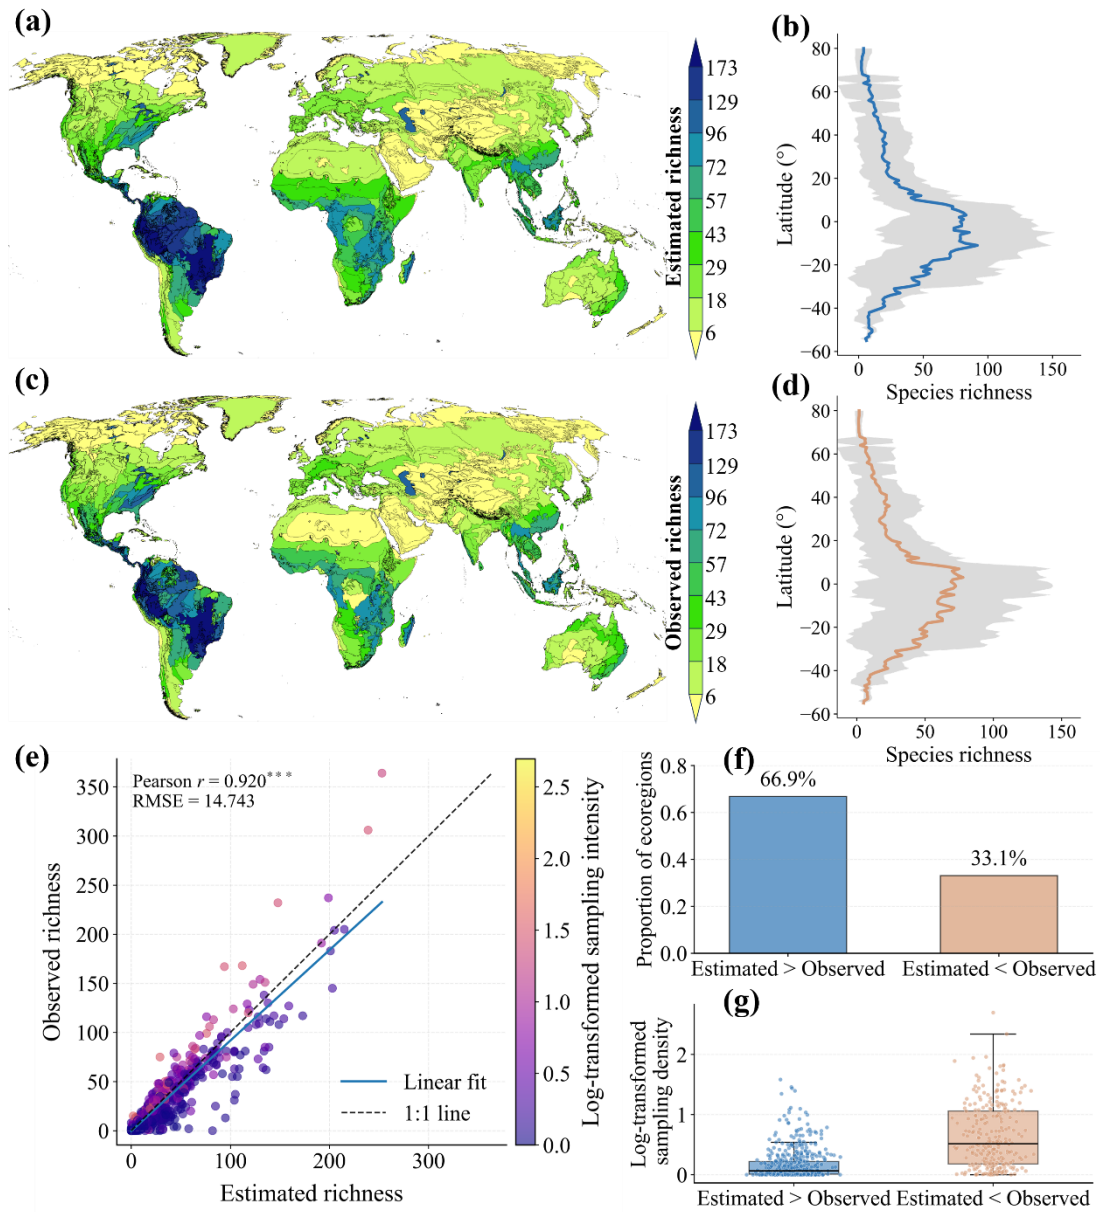 (a)
Estimated richness
173
129
96
72
57
43
29
18
6
(b)
Latitude (°)
80
60
40
20
0
−20
−40
−60
0
50
100
150
Species richness
(c)
Observed richness
173
129
96
72
57
43
29
18
6
(d)
Latitude (°)
80
60
40
20
0
−20
−40
−60
0
50
100
150
Species richness
(e)
Pearson r = 0.920***
RMSE = 14.743
Observed richness
350
300
250
200
150
100
50
0
Linear fit
1:1 line
0
100
200
300
Estimated richness
Log-transformed sampling intensity
2.5
2.0
1.5
1.0
0.5
0.0
(f)
Proportion of ecoregions
0.8
0.6
0.4
0.2
0.0
66.9%
33.1%
Estimated > Observed
Estimated < Observed
(g)
Log-transformed
sampling density
2
1
0
Estimated > Observed
Estimated < Observed